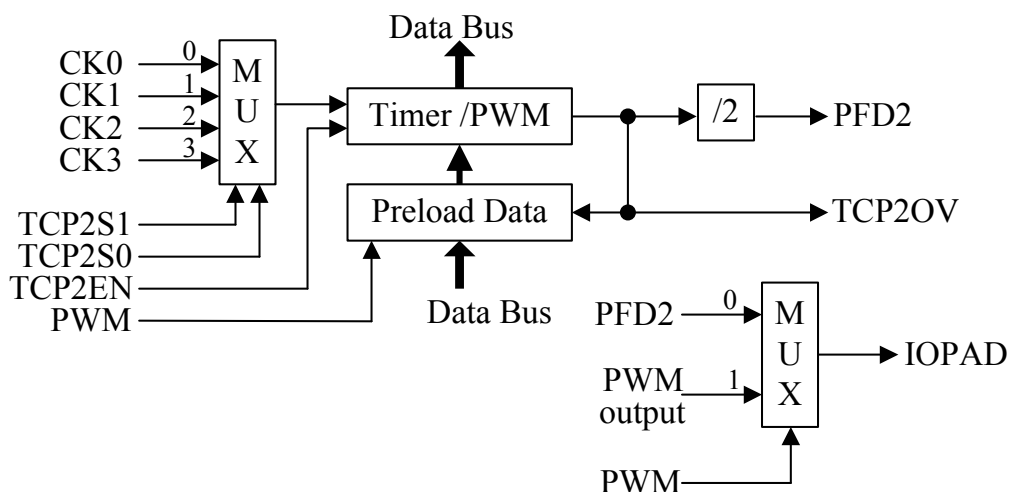 Data Bus
CK0 0
CK1 1
CK2 2
CK3 3
M
U
X
Timer /PWM
/2
PFD2
Preload Data
TCP2OV
TCP2S1
TCP2S0
TCP2EN
PWM
Data Bus
PFD2 0
PWM 1
output
M
U
X
IOPAD
PWM